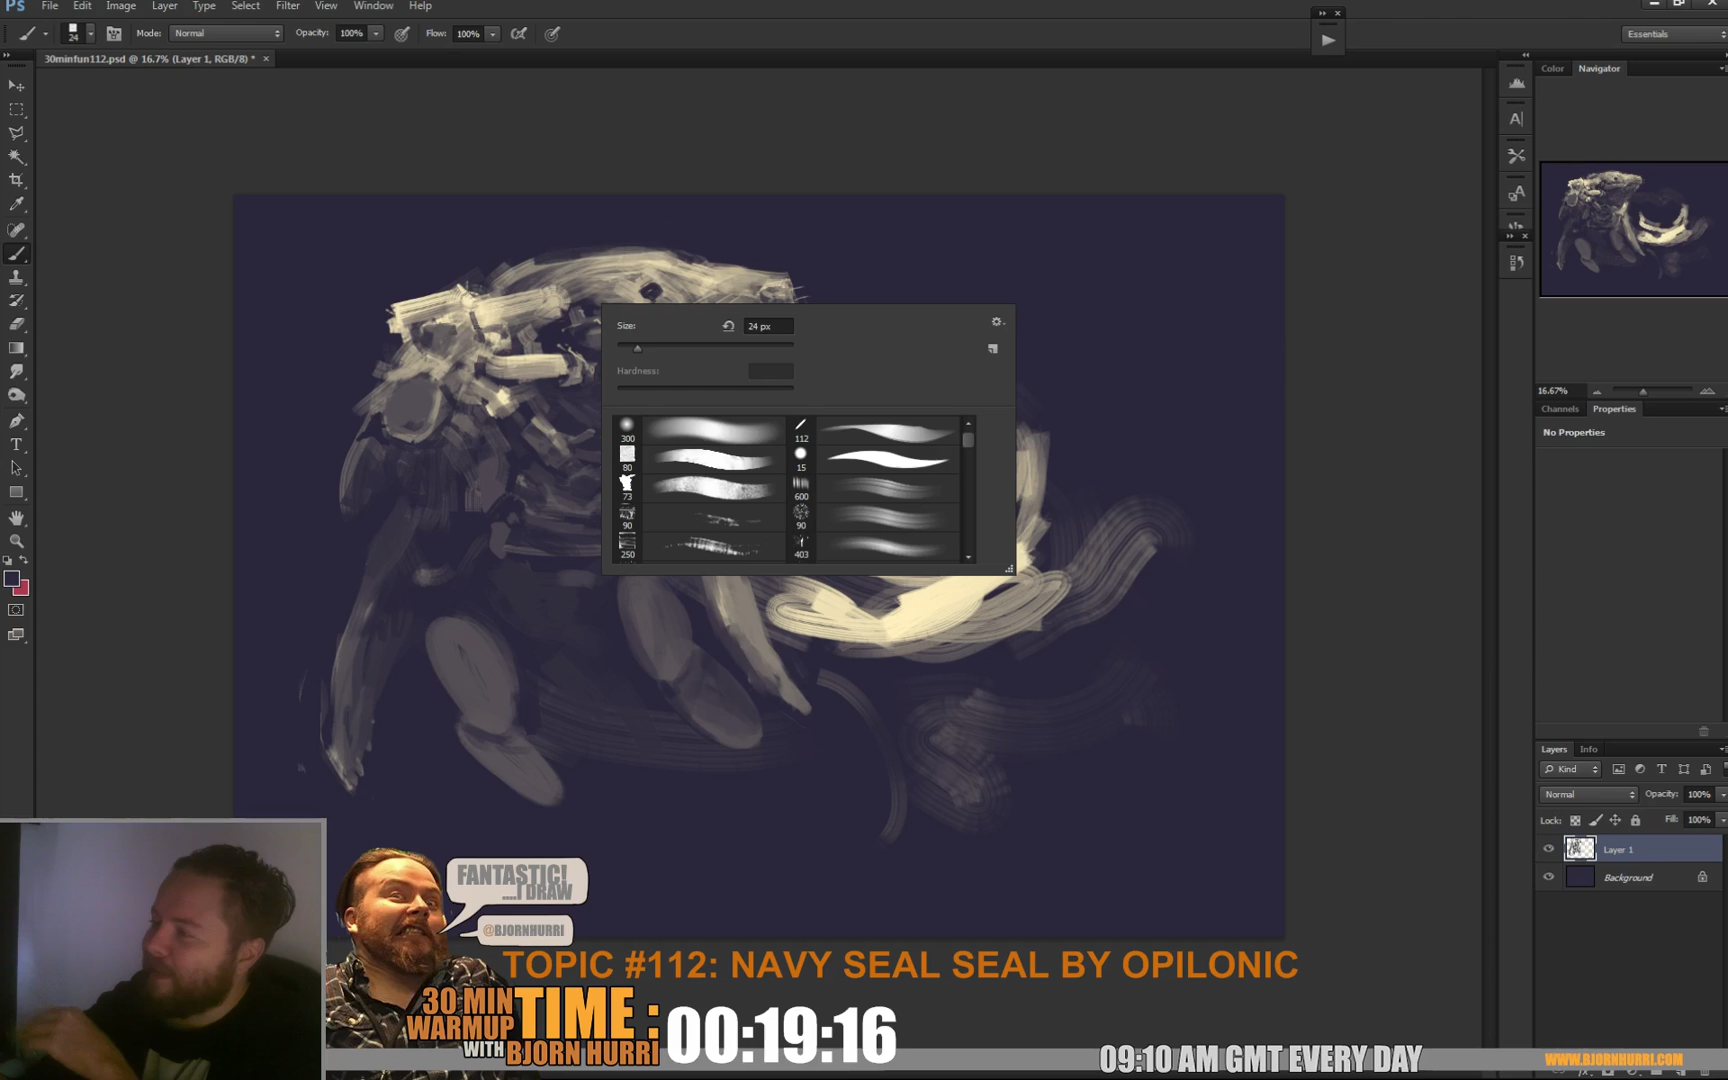 Ps File Edit Image Layer Type Select Filter View Window Help
24 Mode: Normal Opacity: 100% Flow: 100% Essentials
30minfun112.psd @ 16.7% (Layer 1, RGB/8) * ×
Color Navigator
Size: 24 px
Hardness:
300 112
80 15
73 600
90 90
250 403
16.67%
Channels Properties
No Properties
Layers Info
Kind
Normal Opacity: 100%
Lock: Fill: 100%
Layer 1
Background
FANTASTIC!
....I DRAW
@BJORNHURRI
TOPIC #112: NAVY SEAL SEAL BY OPILONIC
30 MIN
WARMUP
WITH BJORN HURRI
TIME : 00:19:16
09:10 AM GMT EVERY DAY
WWW.BJORNHURRI.COM